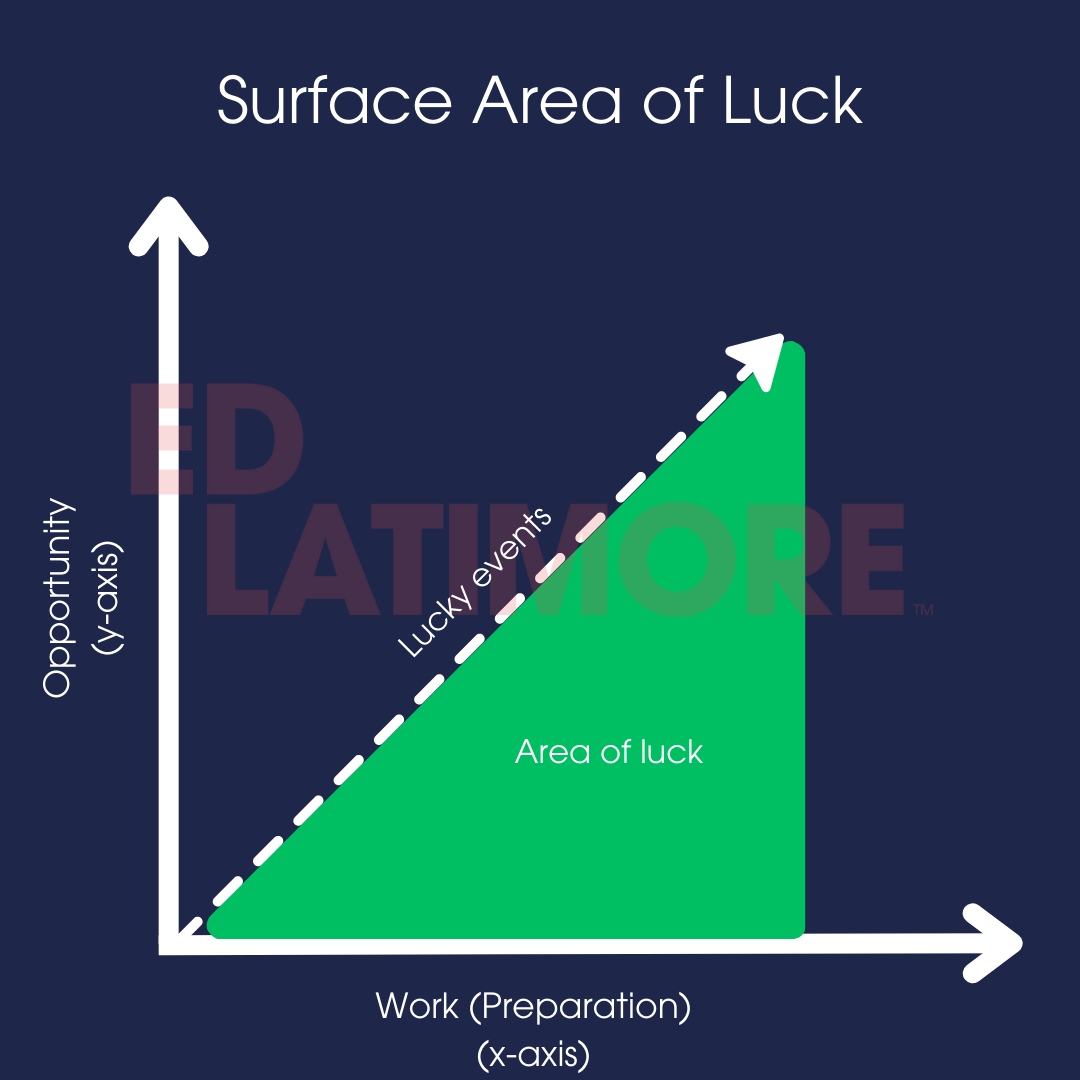 Surface Area of Luck
ED
LATIMORE™
Opportunity
(y-axis)
Lucky events
Area of luck
Work (Preparation)
(x-axis)